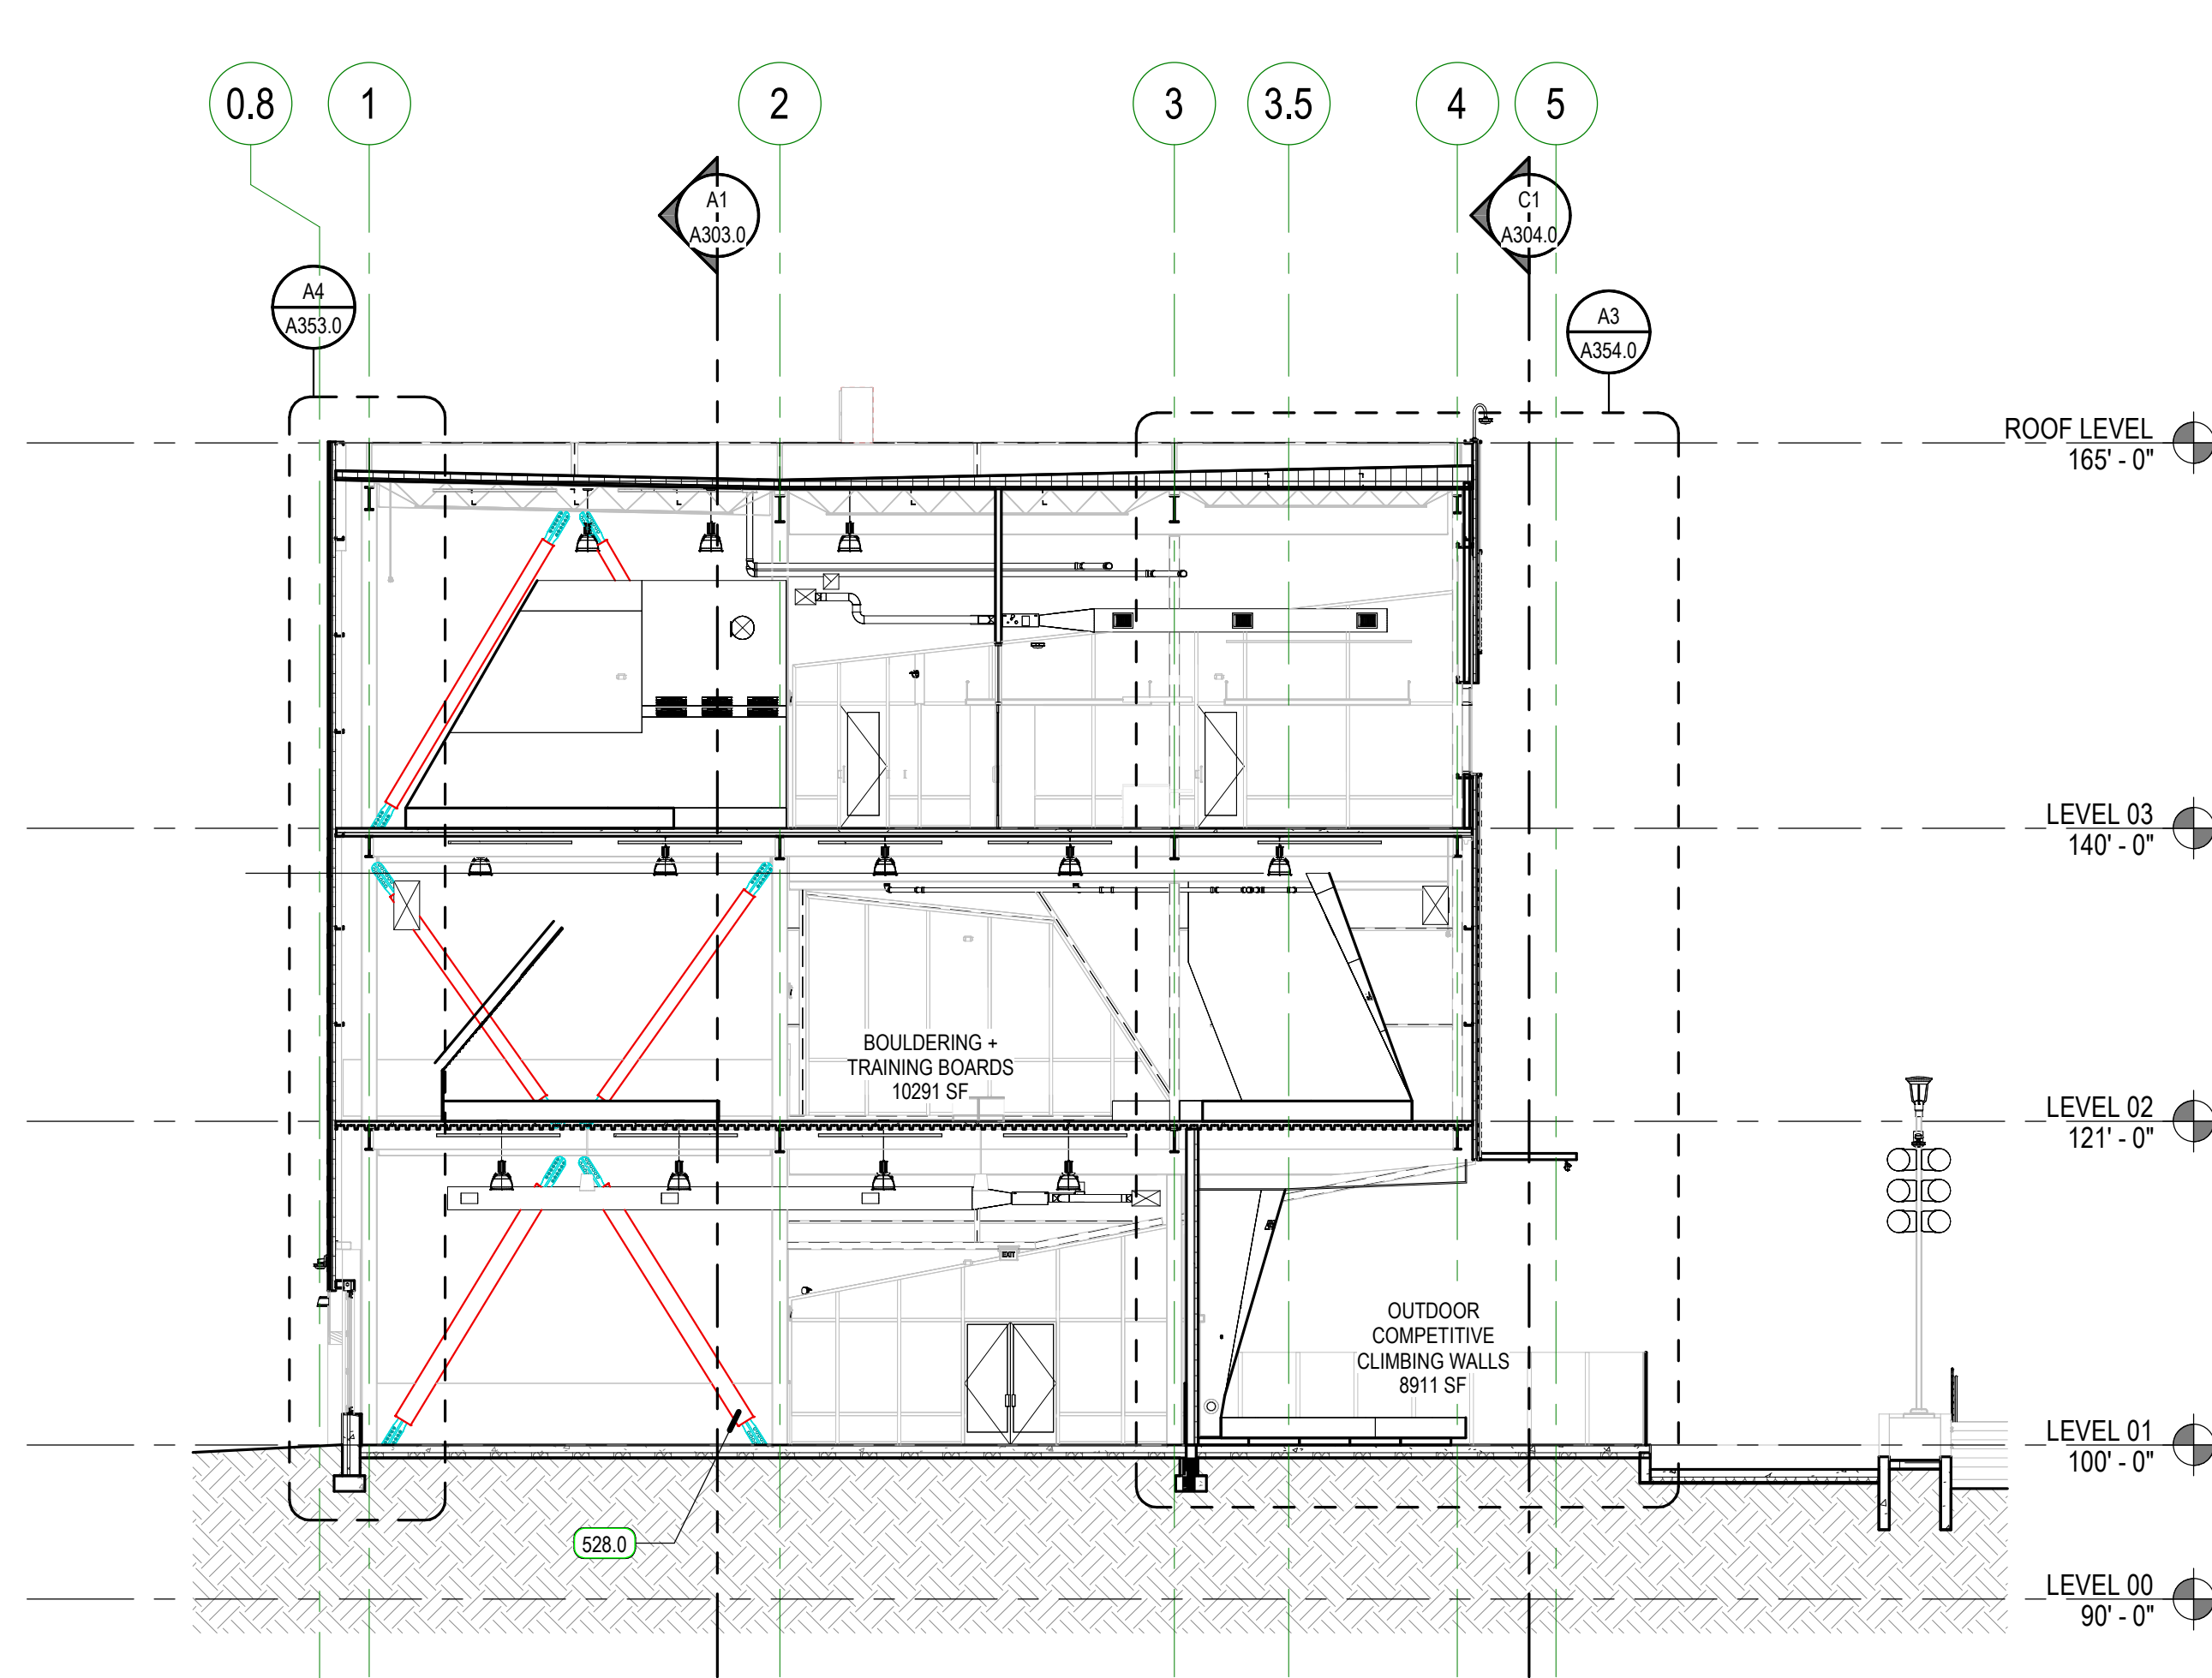 0.8
1
2
3
3.5
4
5
A1
A303.0
C1
A304.0
A4
A353.0
A3
A354.0
ROOF LEVEL
165' - 0"
LEVEL 03
140' - 0"
BOULDERING +
TRAINING BOARDS
10291 SF
LEVEL 02
121' - 0"
EXIT
OUTDOOR
COMPETITIVE
CLIMBING WALLS
8911 SF
LEVEL 01
100' - 0"
528.0
LEVEL 00
90' - 0"